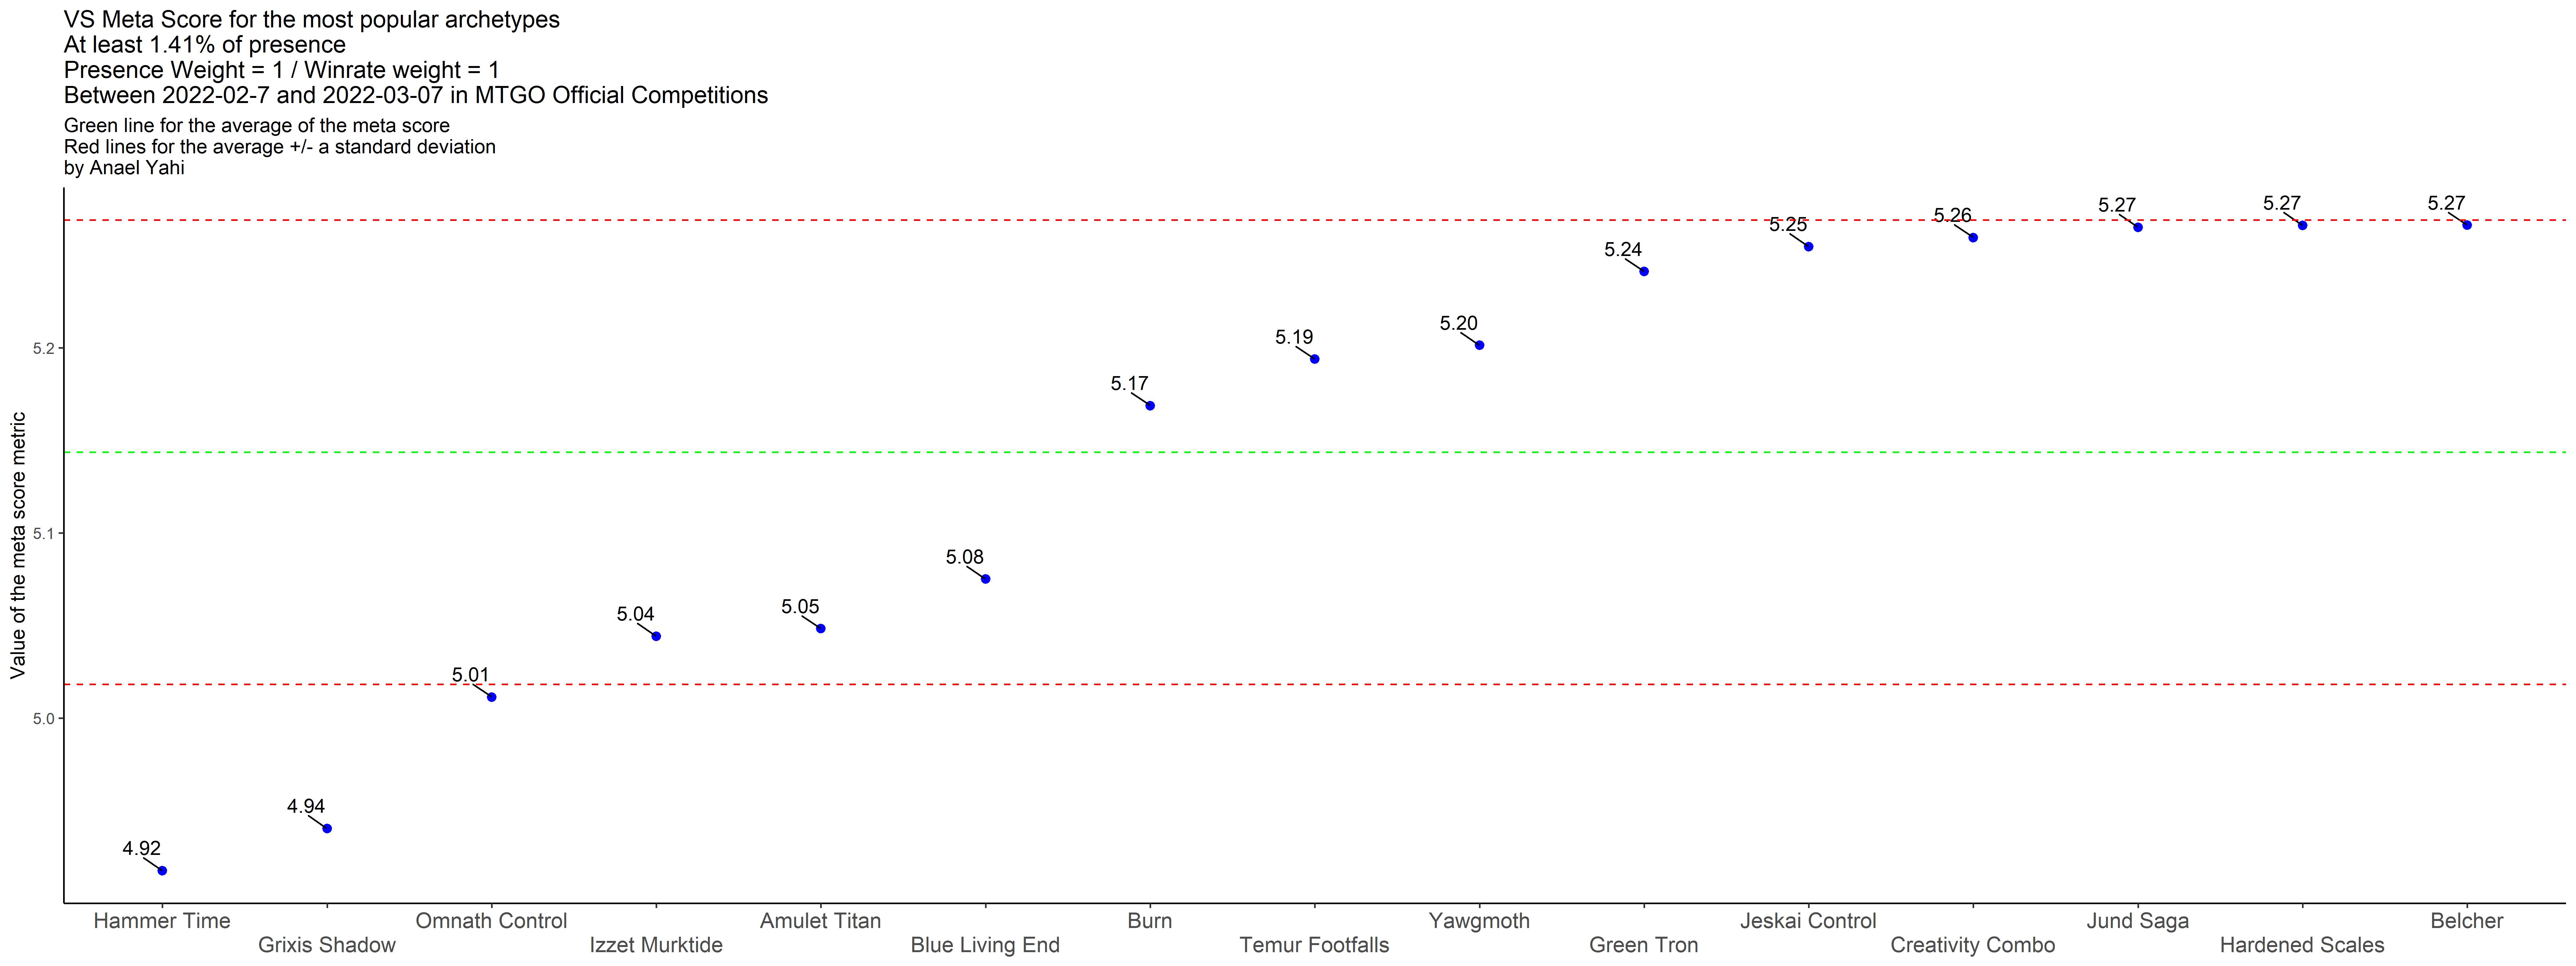 VS Meta Score for the most popular archetypes
At least 1.41% of presence
Presence Weight = 1 / Winrate weight = 1
Between 2022-02-7 and 2022-03-07 in MTGO Official Competitions
Green line for the average of the meta score
Red lines for the average +/- a standard deviation
by Anael Yahi
Value of the meta score metric
5.2
5.1
5.0
4.92
4.94
5.01
5.04
5.05
5.08
5.17
5.19
5.20
5.24
5.25
5.26
5.27
5.27
5.27
Hammer Time
Grixis Shadow
Omnath Control
Izzet Murktide
Amulet Titan
Blue Living End
Burn
Temur Footfalls
Yawgmoth
Green Tron
Jeskai Control
Creativity Combo
Jund Saga
Hardened Scales
Belcher